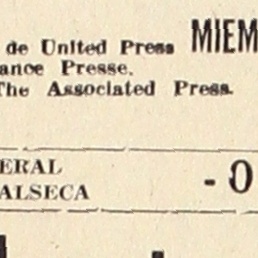 de United Press
ance Presse.
The Associated Press.
MIEM
ERAL
ALSECA
- 0